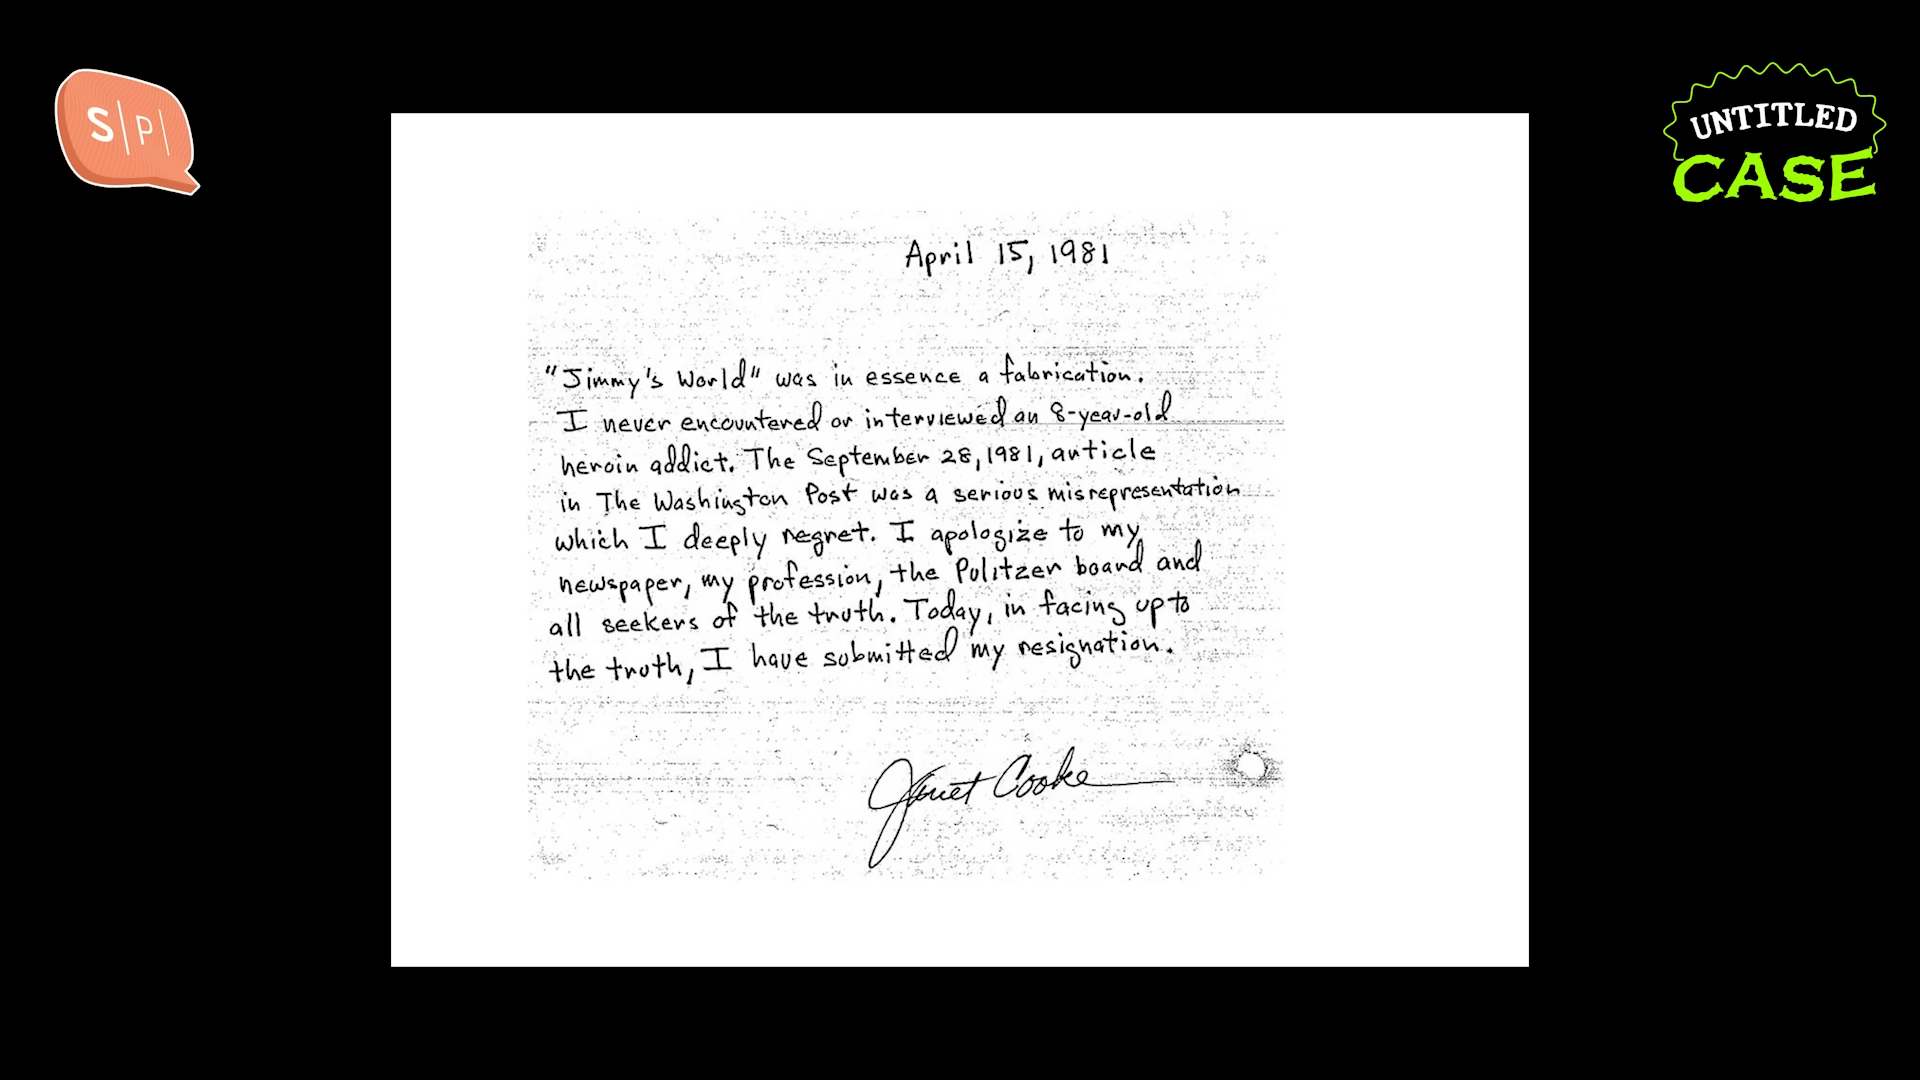 S|P|
UNTITLED
CASE
April 15, 1981
"Jimmy's World" was in essence a fabrication.
I never encountered or interviewed an 8-year-old
heroin addict. The September 28, 1981, article
in The Washington Post was a serious misrepresentation
which I deeply regret. I apologize to my
newspaper, my profession, the Pulitzer board and
all seekers of the truth. Today, in facing up to
the truth, I have submitted my resignation.
Janet Cooke